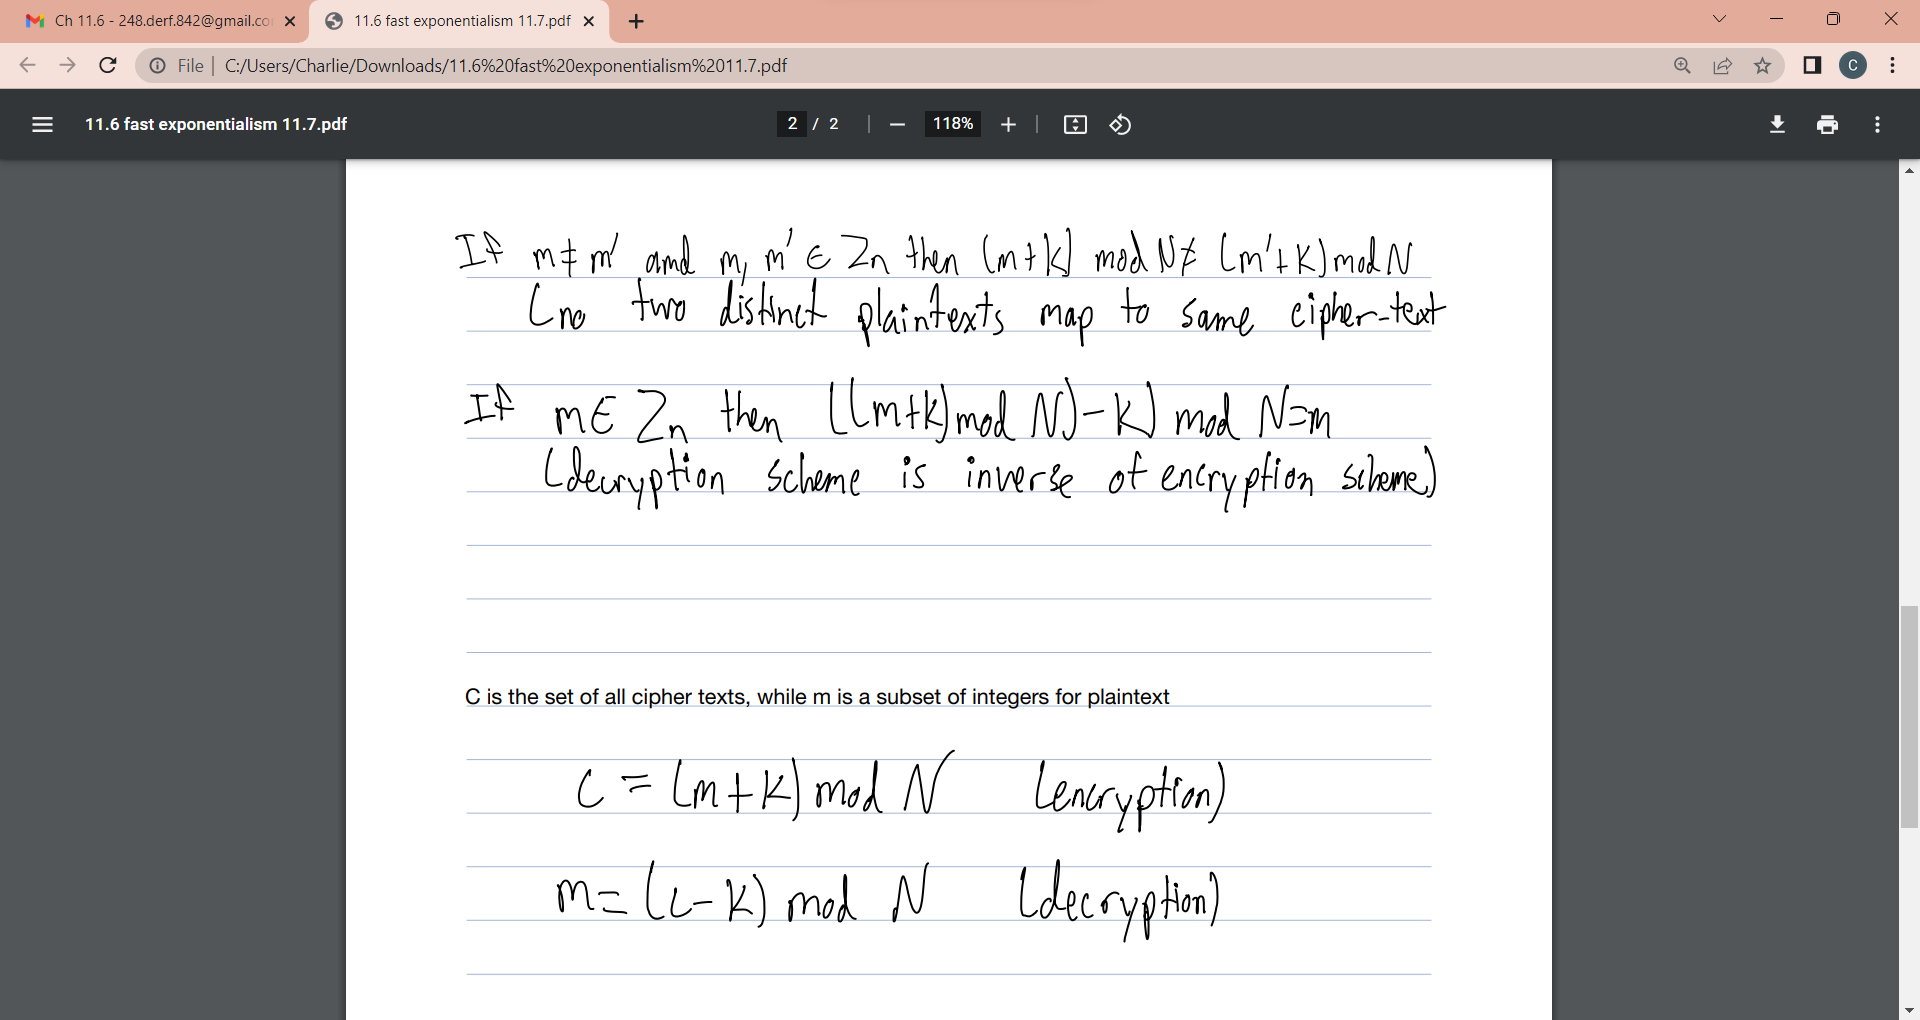 Ch 11.6 - 248.derf.842@gmail.co
11.6 fast exponentialism 11.7.pdf
File
C:/Users/Charlie/Downloads/11.6%20fast%20exponentialism%2011.7.pdf
C
11.6 fast exponentialism 11.7.pdf
2 / 2
118%
If m≠m' and m, m' ∈ Zn then (m+k) mod N≠ (m'+k) mod N
(no two distinct plaintexts map to same cipher-text
If m∈ Zn then ((m+k) mod N)-k) mod N=m
(decryption scheme is inverse of encryption scheme)
C is the set of all cipher texts, while m is a subset of integers for plaintext
C = (m+k) mod N (encryption)
m= (c-k) mod N (decryption)